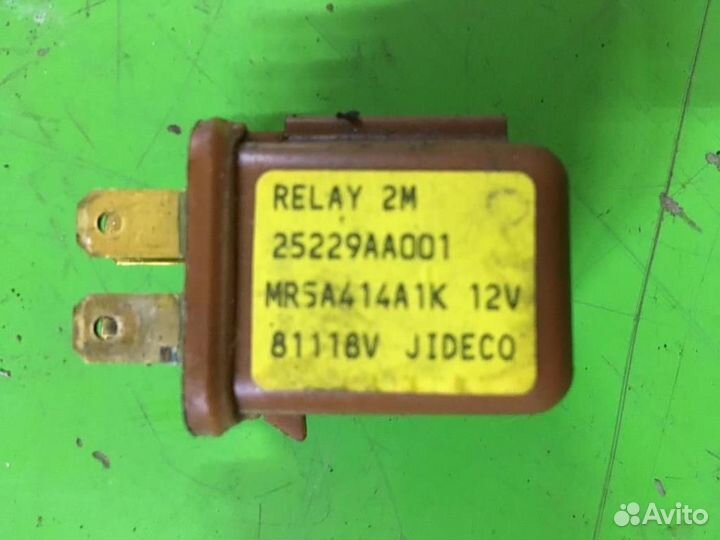 RELAY 2M
25229AA001
MR5A414A1K 12V
81118V JIDECO
Avito